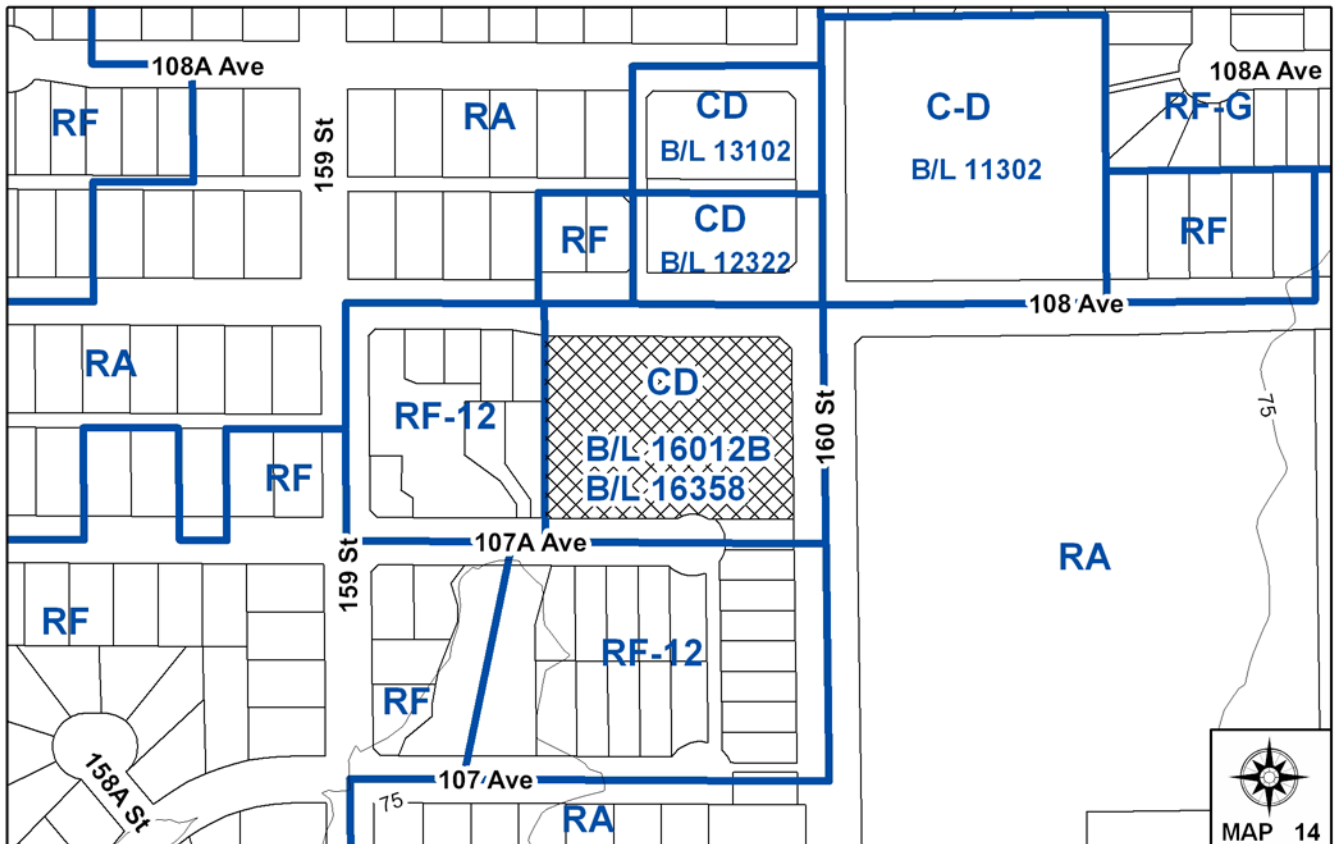 108A Ave
108A Ave
RF
159 St
RA
CD
B/L 13102
C-D
B/L 11302
RF-G
RF
CD
B/L 12322
RF
108 Ave
RA
RF-12
CD
B/L 16012B
B/L 16358
160 St
75
RF
107A Ave
159 St
RA
RF
RF-12
RF
158A St
107 Ave
75
RA
MAP 14